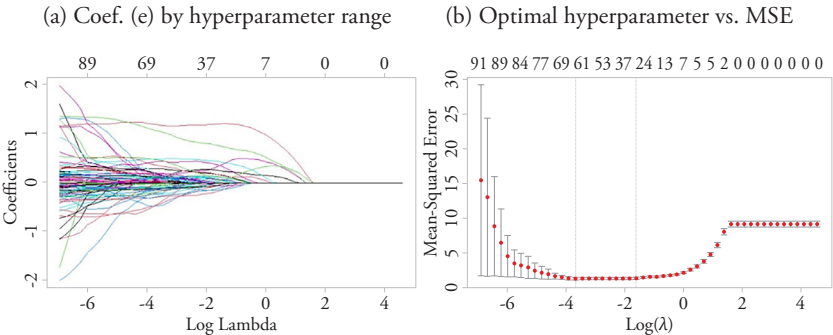 (a) Coef. (e) by hyperparameter range
89 69 37 7 0 0
2
1
0
-1
-2
Coefficients
-6 -4 -2 0 2 4
Log Lambda
(b) Optimal hyperparameter vs. MSE
91 89 84 77 69 61 53 37 24 13 7 5 5 2 0 0 0 0 0 0 0
30
15
10
5
0
Mean-Squared Error
-6 -4 -2 0 2 4
Log(λ)